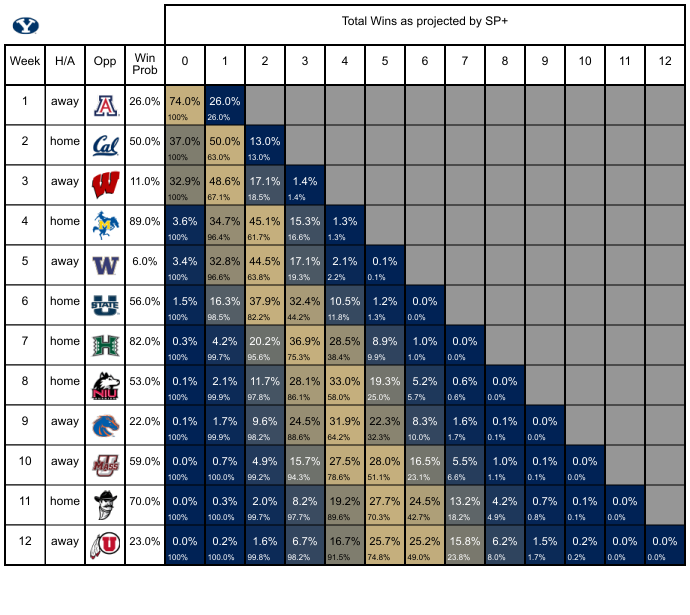 Y
Total Wins as projected by SP+
Week H/A Opp Win Prob 0 1 2 3 4 5 6 7 8 9 10 11 12
1 away A 26.0% 74.0% 26.0%
100% 26.0%
2 home Cal 50.0% 37.0% 50.0% 13.0%
100% 63.0% 13.0%
3 away W 11.0% 32.9% 48.6% 17.1% 1.4%
100% 67.1% 18.5% 1.4%
4 home M 89.0% 3.6% 34.7% 45.1% 15.3% 1.3%
100% 96.4% 61.7% 16.6% 1.3%
5 away W 6.0% 3.4% 32.8% 44.5% 17.1% 2.1% 0.1%
100% 96.6% 63.8% 19.3% 2.2% 0.1%
6 home U STATE 56.0% 1.5% 16.3% 37.9% 32.4% 10.5% 1.2% 0.0%
100% 98.5% 82.2% 44.2% 11.8% 1.3% 0.0%
7 home H 82.0% 0.3% 4.2% 20.2% 36.9% 28.5% 8.9% 1.0% 0.0%
100% 99.7% 95.6% 75.3% 38.4% 9.9% 1.0% 0.0%
8 home NIU 53.0% 0.1% 2.1% 11.7% 28.1% 33.0% 19.3% 5.2% 0.6% 0.0%
100% 99.9% 97.8% 86.1% 58.0% 25.0% 5.7% 0.6% 0.0%
9 away 22.0% 0.1% 1.7% 9.6% 24.5% 31.9% 22.3% 8.3% 1.6% 0.1% 0.0%
100% 99.9% 98.2% 88.6% 64.2% 32.3% 10.0% 1.7% 0.1% 0.0%
10 away UMass 59.0% 0.0% 0.7% 4.9% 15.7% 27.5% 28.0% 16.5% 5.5% 1.0% 0.1% 0.0%
100% 100.0% 99.2% 94.3% 78.6% 51.1% 23.1% 6.6% 1.1% 0.1% 0.0%
11 home 70.0% 0.0% 0.3% 2.0% 8.2% 19.2% 27.7% 24.5% 13.2% 4.2% 0.7% 0.1% 0.0%
100% 100.0% 99.7% 97.7% 89.6% 70.3% 42.7% 18.2% 4.9% 0.8% 0.1% 0.0%
12 away U 23.0% 0.0% 0.2% 1.6% 6.7% 16.7% 25.7% 25.2% 15.8% 6.2% 1.5% 0.2% 0.0% 0.0%
100% 100.0% 99.8% 98.2% 91.5% 74.8% 49.0% 23.8% 8.0% 1.7% 0.2% 0.0% 0.0%